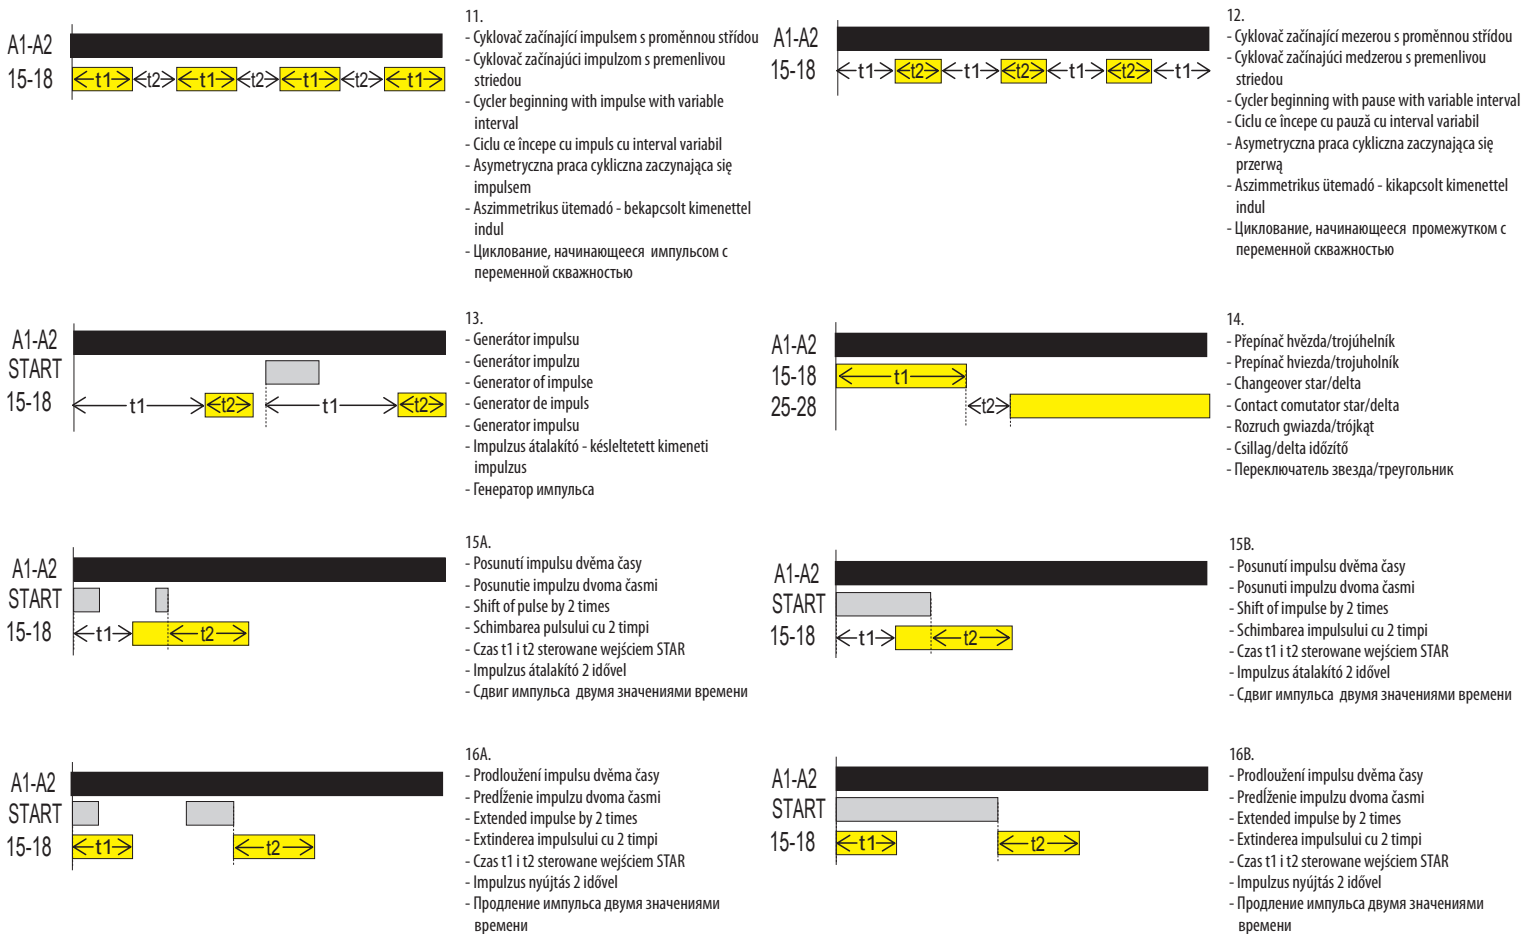 A1-A2
15-18
t1 t2 t1 t2 t1 t2 t1
11.
- Cyklovač začínající impulsem s proměnnou střídou
- Cyklovač začínajúci impulzom s premenlivou
striedou
- Cycler beginning with impulse with variable
interval
- Ciclu ce începe cu impuls cu interval variabil
- Asymetryczna praca cykliczna zaczynająca się
impulsem
- Aszimmetrikus ütemadó - bekapcsolt kimenettel
indul
- Циклование, начинающееся импульсом с
переменной скважностью
A1-A2
15-18
t1 t2 t1 t2 t1 t2 t1
12.
- Cyklovač začínající mezerou s proměnnou střídou
- Cyklovač začínajúci medzerou s premenlivou
striedou
- Cycler beginning with pause with variable interval
- Ciclu ce începe cu pauză cu interval variabil
- Asymetryczna praca cykliczna zaczynająca się
przerwą
- Aszimmetrikus ütemadó - kikapcsolt kimenettel
indul
- Циклование, начинающееся промежутком с
переменной скважностью
A1-A2
START
15-18
t1 t2 t1 t2
13.
- Generátor impulsu
- Generátor impulzu
- Generator of impulse
- Generator de impuls
- Generator impulsu
- Impulzus átalakító - késleltetett kimeneti
impulzus
- Генератор импульса
A1-A2
15-18
t1
25-28
t2
14.
- Přepínač hvězda/trojúhelník
- Prepínač hviezda/trojuholník
- Changeover star/delta
- Contact comutator star/delta
- Rozruch gwiazda/trójkąt
- Csillag/delta időzítő
- Переключатель звезда/треугольник
A1-A2
START
15-18
t1 t2
15A.
- Posunutí impulsu dvěma časy
- Posunutie impulzu dvoma časmi
- Shift of pulse by 2 times
- Schimbarea pulsului cu 2 timpi
- Czas t1 i t2 sterowane wejściem STAR
- Impulzus átalakító 2 idővel
- Сдвиг импульса двумя значениями времени
A1-A2
START
15-18
t1 t2
15B.
- Posunutí impulsu dvěma časy
- Posunuti impulzu dvoma časmi
- Shift of impulse by 2 times
- Schimbarea impulsului cu 2 timpi
- Czas t1 i t2 sterowane wejściem STAR
- Impulzus átalakító 2 idővel
- Сдвиг импульса двумя значениями времени
A1-A2
START
15-18
t1 t2
16A.
- Prodloužení impulsu dvěma časy
- Predĺženie impulzu dvoma časmi
- Extended impulse by 2 times
- Extinderea impulsului cu 2 timpi
- Czas t1 i t2 sterowane wejściem STAR
- Impulzus nyújtás 2 idővel
- Продление импульса двумя значениями
времени
A1-A2
START
15-18
t1 t2
16B.
- Prodloužení impulsu dvěma časy
- Predĺženie impulzu dvoma časmi
- Extended impulse by 2 times
- Extinderea impulsului cu 2 timpi
- Czas t1 i t2 sterowane wejściem STAR
- Impulzus nyújtás 2 idővel
- Продление импульса двумя значениями
времени